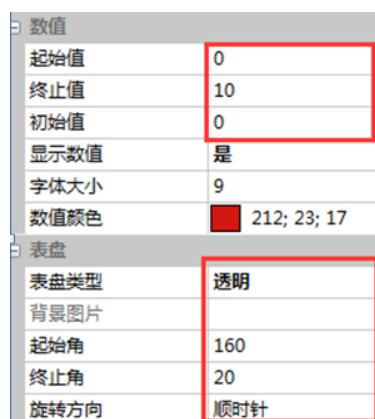 数值
起始值 0
终止值 10
初始值 0
显示数值 是
字体大小 9
数值颜色 212; 23; 17
表盘
表盘类型 透明
背景图片
起始角 160
终止角 20
旋转方向 顺时针